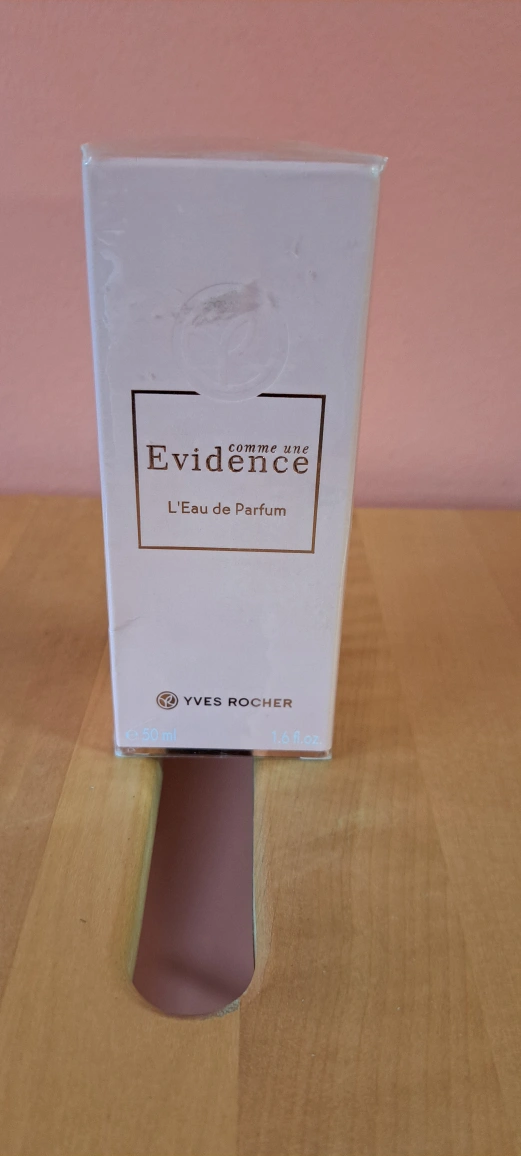 comme une
Evidence
L'Eau de Parfum
YVES ROCHER
℮ 50 ml 1.6 fl.oz.